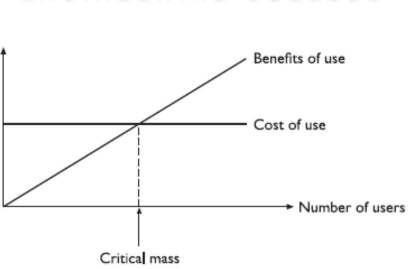 Benefits of use
Cost of use
Number of users
Critical mass